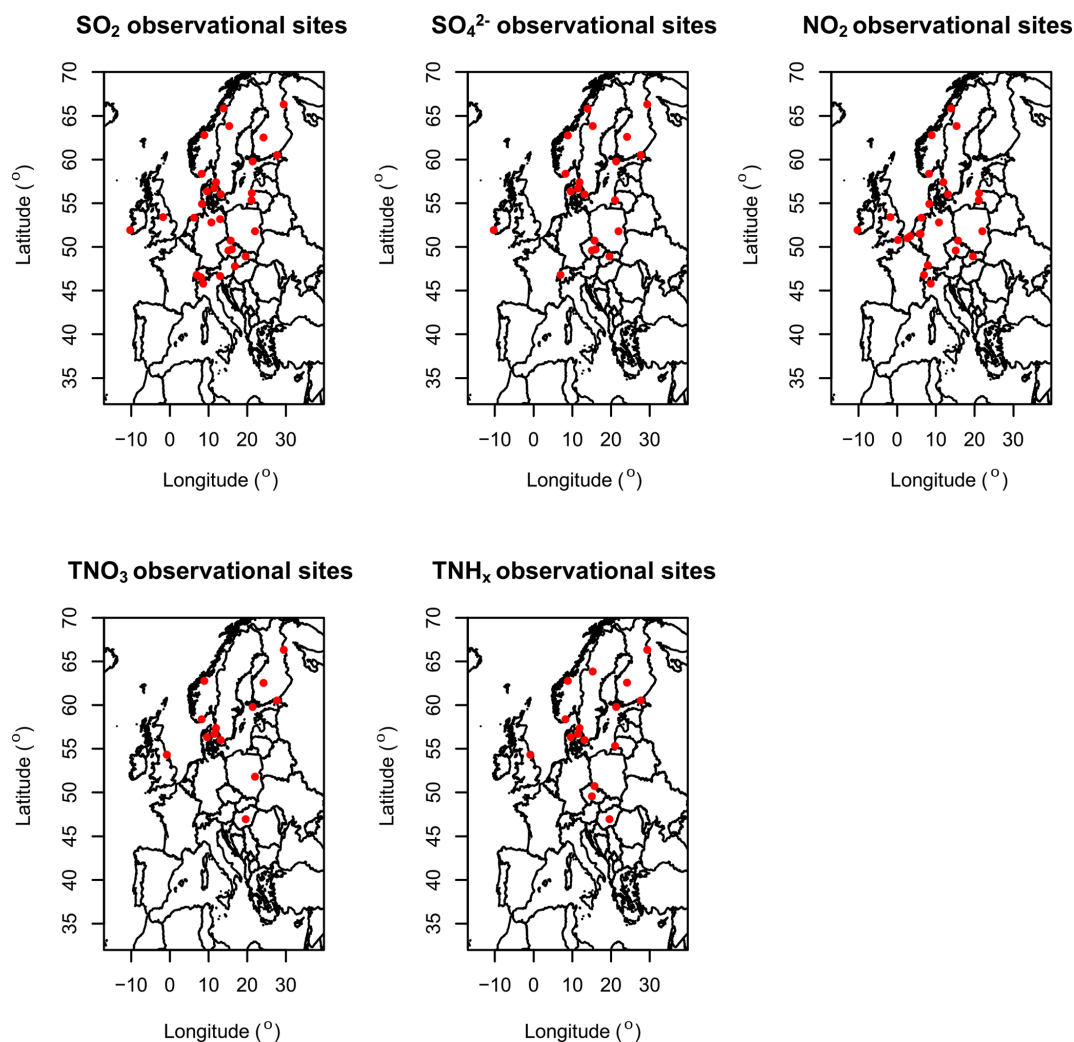 SO₂ observational sites
SO₄²⁻ observational sites
NO₂ observational sites
70
65
60
55
50
45
40
35
Latitude (°)
−10 0 10 20 30
Longitude (°)
70
65
60
55
50
45
40
35
Latitude (°)
−10 0 10 20 30
Longitude (°)
70
65
60
55
50
45
40
35
Latitude (°)
−10 0 10 20 30
Longitude (°)
TNO₃ observational sites
TNHₓ observational sites
70
65
60
55
50
45
40
35
Latitude (°)
−10 0 10 20 30
Longitude (°)
70
65
60
55
50
45
40
35
Latitude (°)
−10 0 10 20 30
Longitude (°)